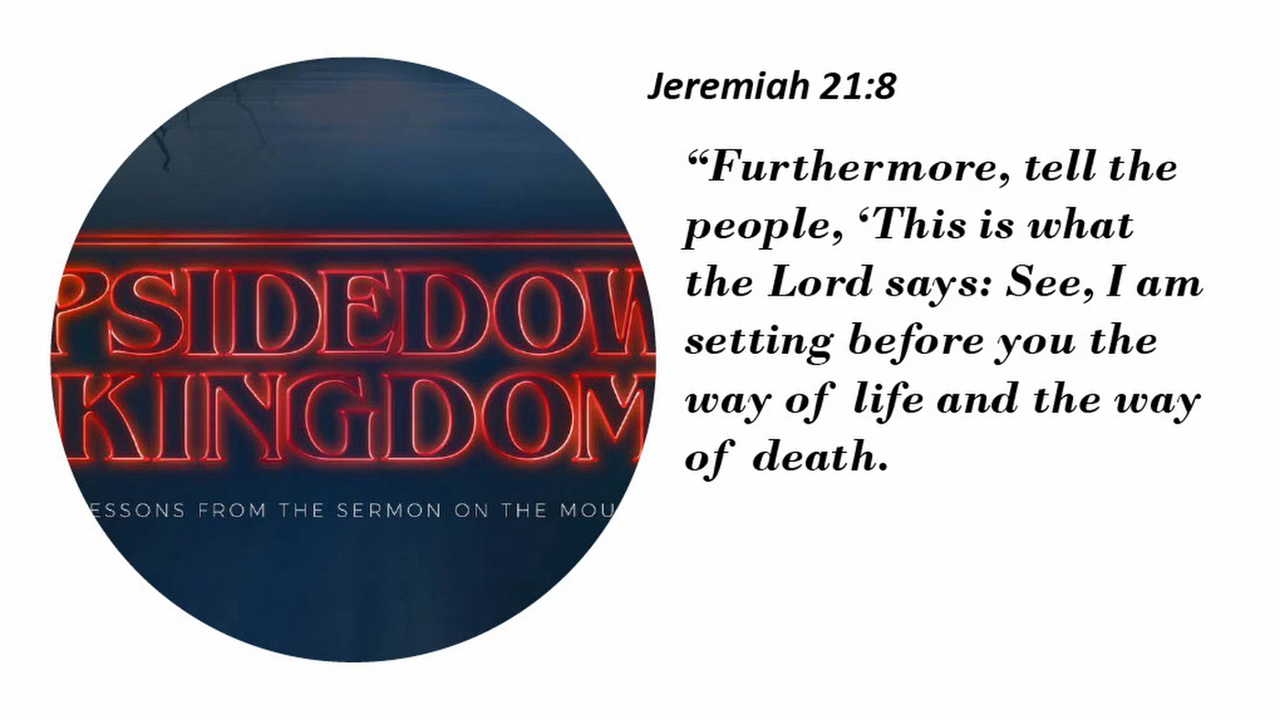 PSIDEDOW
KINGDOM
ESSONS FROM THE SERMON ON THE MOU
Jeremiah 21:8
“Furthermore, tell the
people, ‘This is what
the Lord says: See, I am
setting before you the
way of life and the way
of death.